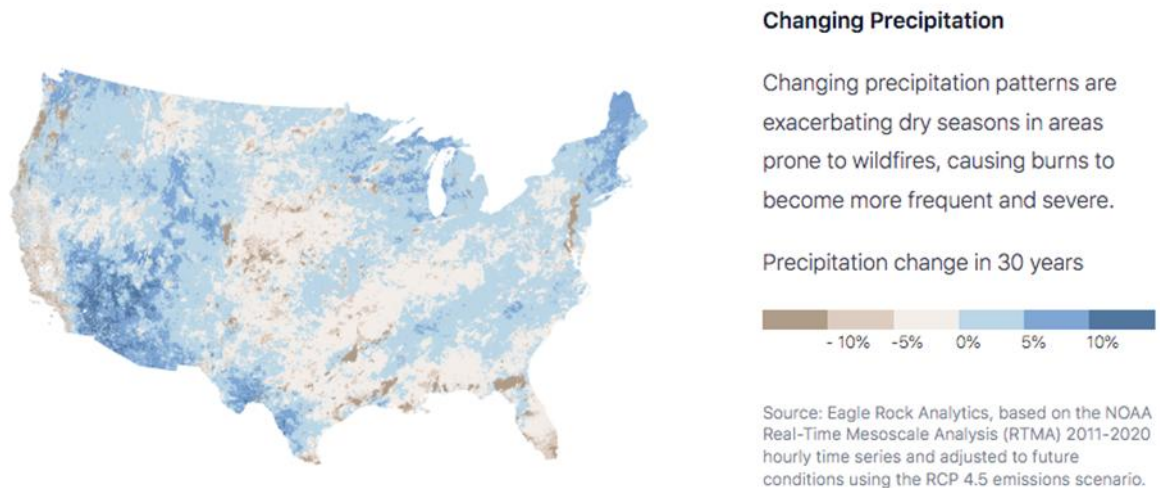 Changing Precipitation
Changing precipitation patterns are
exacerbating dry seasons in areas
prone to wildfires, causing burns to
become more frequent and severe.
Precipitation change in 30 years
- 10% -5% 0% 5% 10%
Source: Eagle Rock Analytics, based on the NOAA
Real-Time Mesoscale Analysis (RTMA) 2011-2020
hourly time series and adjusted to future
conditions using the RCP 4.5 emissions scenario.